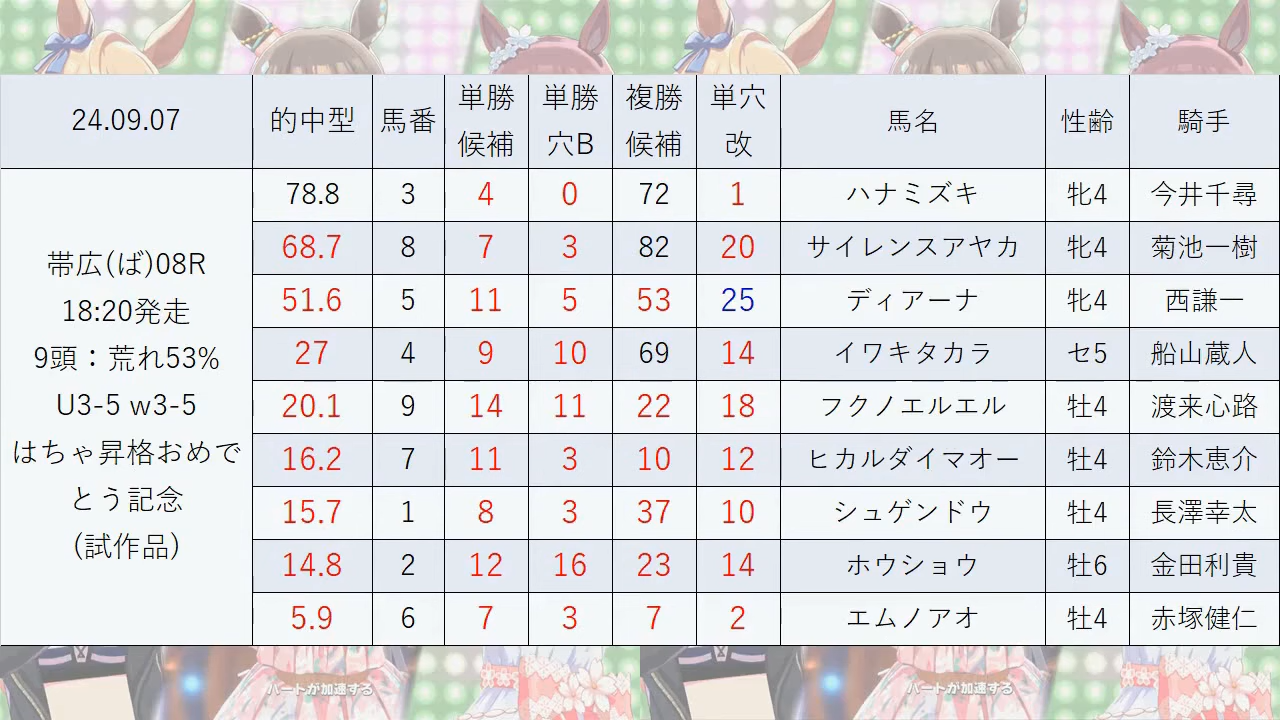 24.09.07 的中型 馬番 単勝候補 単勝穴B 複勝候補 単穴改 馬名 性齢 騎手
帯広(ば)08R
18:20発走
9頭：荒れ53%
U3-5 w3-5
はちゃ昇格おめで
とう記念
(試作品)
78.8 3 4 0 72 1 ハナミズキ 牝4 今井千尋
68.7 8 7 3 82 20 サイレンスアヤカ 牝4 菊池一樹
51.6 5 11 5 53 25 ディアーナ 牝4 西謙一
27 4 9 10 69 14 イワキタカラ セ5 船山蔵人
20.1 9 14 11 22 18 フクノエルエル 牡4 渡来心路
16.2 7 11 3 10 12 ヒカルダイマオー 牡4 鈴木恵介
15.7 1 8 3 37 10 シュゲンドウ 牡4 長澤幸太
14.8 2 12 16 23 14 ホウショウ 牡6 金田利貴
5.9 6 7 3 7 2 エムノアオ 牡4 赤塚健仁
ハートが加速する ハートが加速する